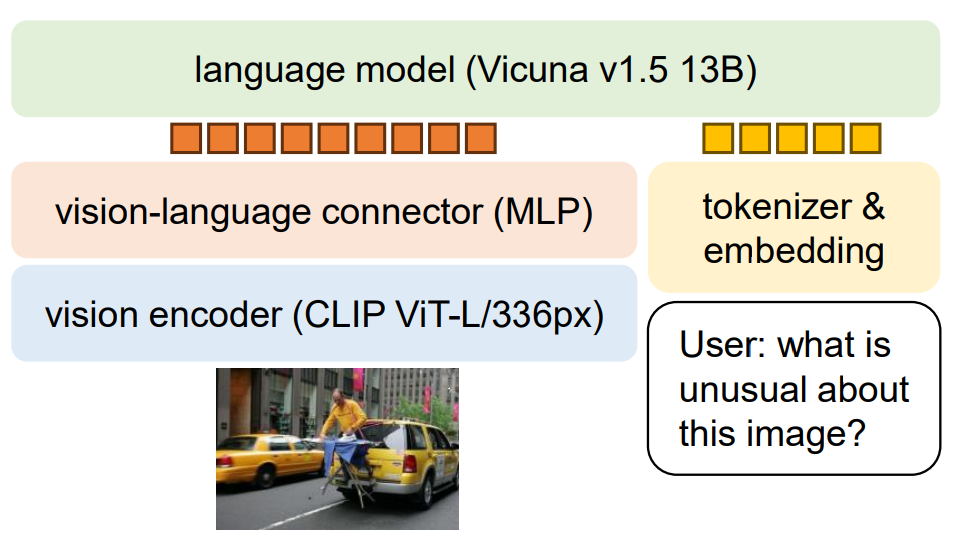 language model (Vicuna v1.5 13B)
vision-language connector (MLP)
tokenizer &
embedding
vision encoder (CLIP ViT-L/336px)
User: what is
unusual about
this image?